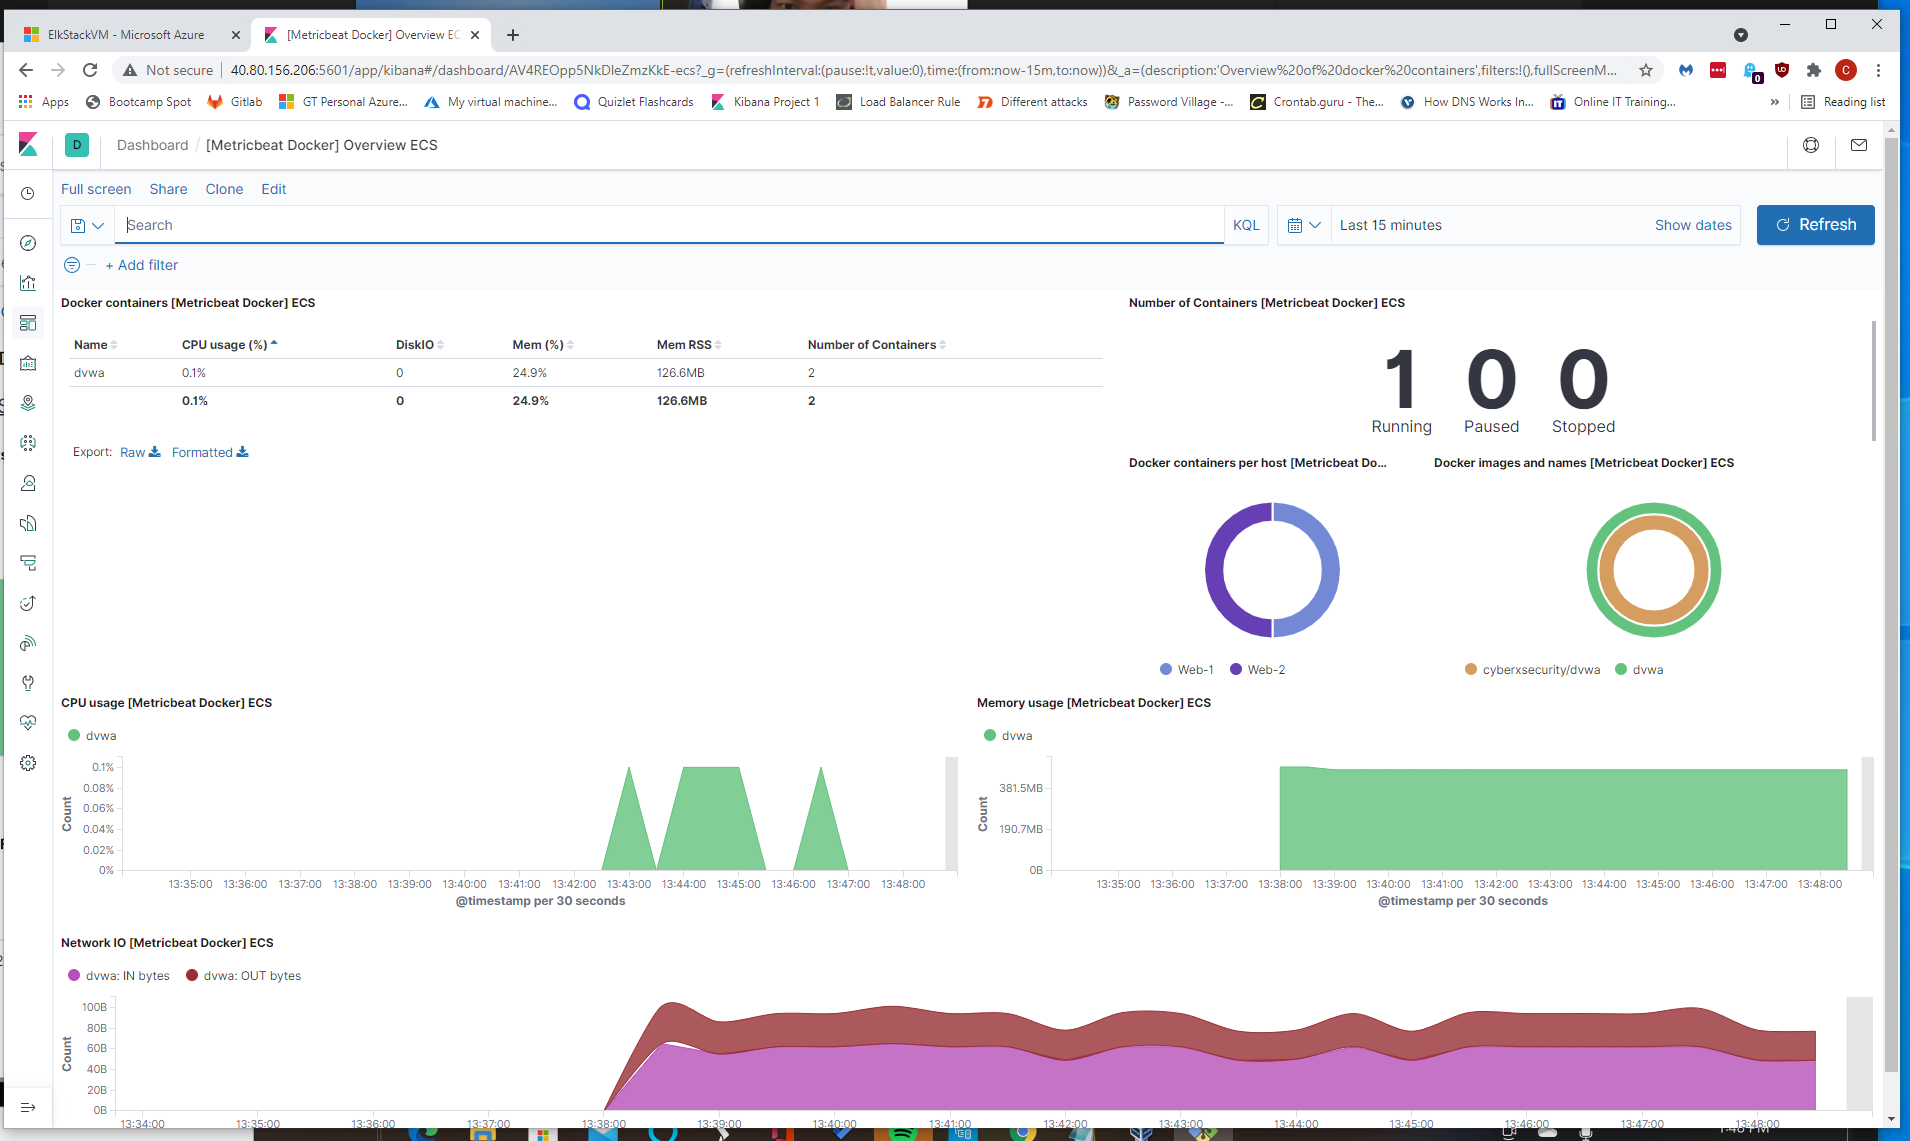 ElkStackVM - Microsoft Azure
[Metricbeat Docker] Overview EC
Not secure
40.80.156.206:5601/app/kibana#/dashboard/AV4REOpp5NkDleZmzKkE-ecs?_g=(refreshInterval:(pause:!t,value:0),time:(from:now-15m,to:now))&_a=(description:'Overview%20of%20docker%20containers',filters:!(),fullScreenM...
0
C
Apps
Bootcamp Spot
Gitlab
GT Personal Azure...
My virtual machine...
Quizlet Flashcards
Kibana Project 1
Load Balancer Rule
Different attacks
Password Village -...
Crontab.guru - The...
How DNS Works In...
Online IT Training...
»
Reading list
D
Dashboard / [Metricbeat Docker] Overview ECS
Full screen Share Clone Edit
Search
KQL
Last 15 minutes
Show dates
Refresh
+ Add filter
Docker containers [Metricbeat Docker] ECS
Name CPU usage (%) DiskIO Mem (%) Mem RSS Number of Containers
dvwa 0.1% 0 24.9% 126.6MB 2
0.1% 0 24.9% 126.6MB 2
Export: Raw Formatted
Number of Containers [Metricbeat Docker] ECS
1 0 0
Running Paused Stopped
Docker containers per host [Metricbeat Do...
Web-1 Web-2
Docker images and names [Metricbeat Docker] ECS
cyberxsecurity/dvwa dvwa
CPU usage [Metricbeat Docker] ECS
dvwa
0.1%
0.08%
0.06%
0.04%
0.02%
0%
Count
13:35:00 13:36:00 13:37:00 13:38:00 13:39:00 13:40:00 13:41:00 13:42:00 13:43:00 13:44:00 13:45:00 13:46:00 13:47:00 13:48:00
@timestamp per 30 seconds
Memory usage [Metricbeat Docker] ECS
dvwa
381.5MB
190.7MB
0B
Count
13:35:00 13:36:00 13:37:00 13:38:00 13:39:00 13:40:00 13:41:00 13:42:00 13:43:00 13:44:00 13:45:00 13:46:00 13:47:00 13:48:00
@timestamp per 30 seconds
Network IO [Metricbeat Docker] ECS
dvwa: IN bytes dvwa: OUT bytes
100B
80B
60B
40B
20B
0B
Count
13:34:00 13:35:00 13:36:00 13:37:00 13:38:00 13:39:00 13:40:00 13:41:00 13:42:00 13:43:00 13:44:00 13:45:00 13:46:00 13:47:00 13:48:00
1:48 PM